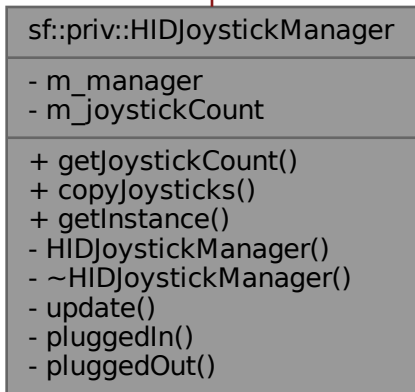 sf::priv::HIDJoystickManager
- m_manager
- m_joystickCount
+ getJoystickCount()
+ copyJoysticks()
+ getInstance()
- HIDJoystickManager()
- ~HIDJoystickManager()
- update()
- pluggedIn()
- pluggedOut()